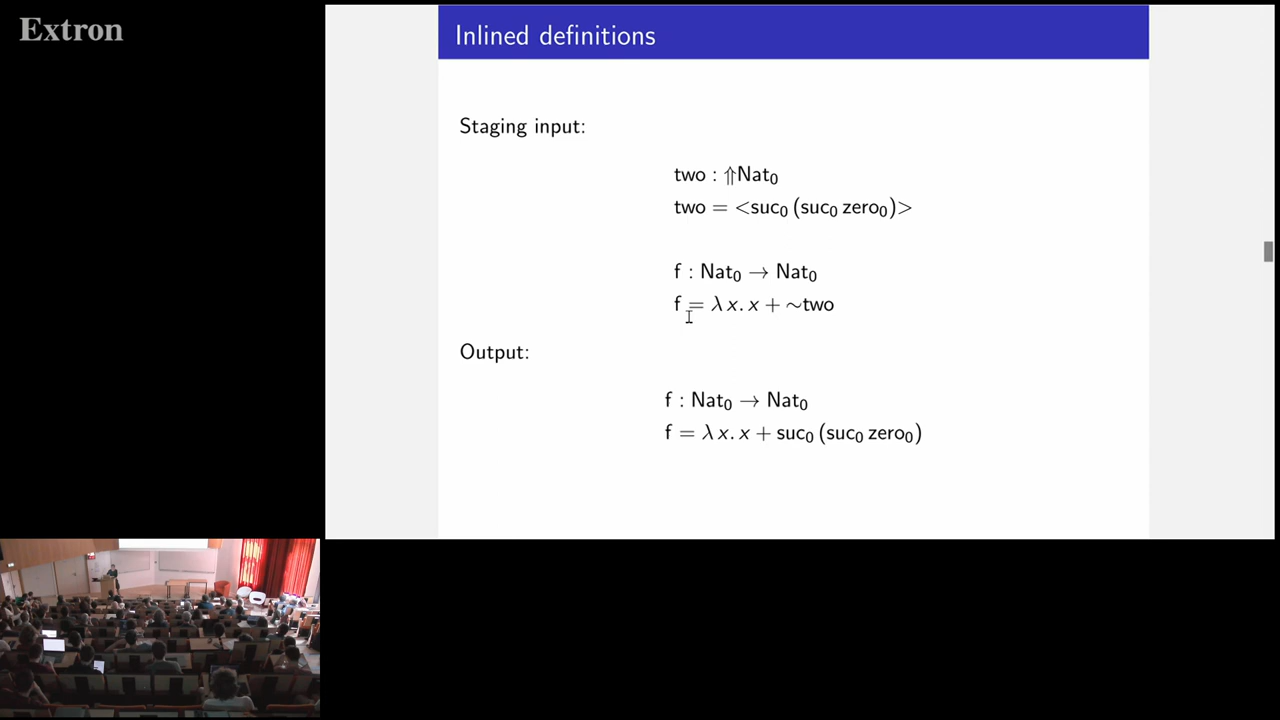 Extron
Inlined definitions
Staging input:
two : ⇑Nat₀
two = <suc₀ (suc₀ zero₀)>
f : Nat₀ → Nat₀
f = λ x. x + ∼two
Output:
f : Nat₀ → Nat₀
f = λ x. x + suc₀ (suc₀ zero₀)